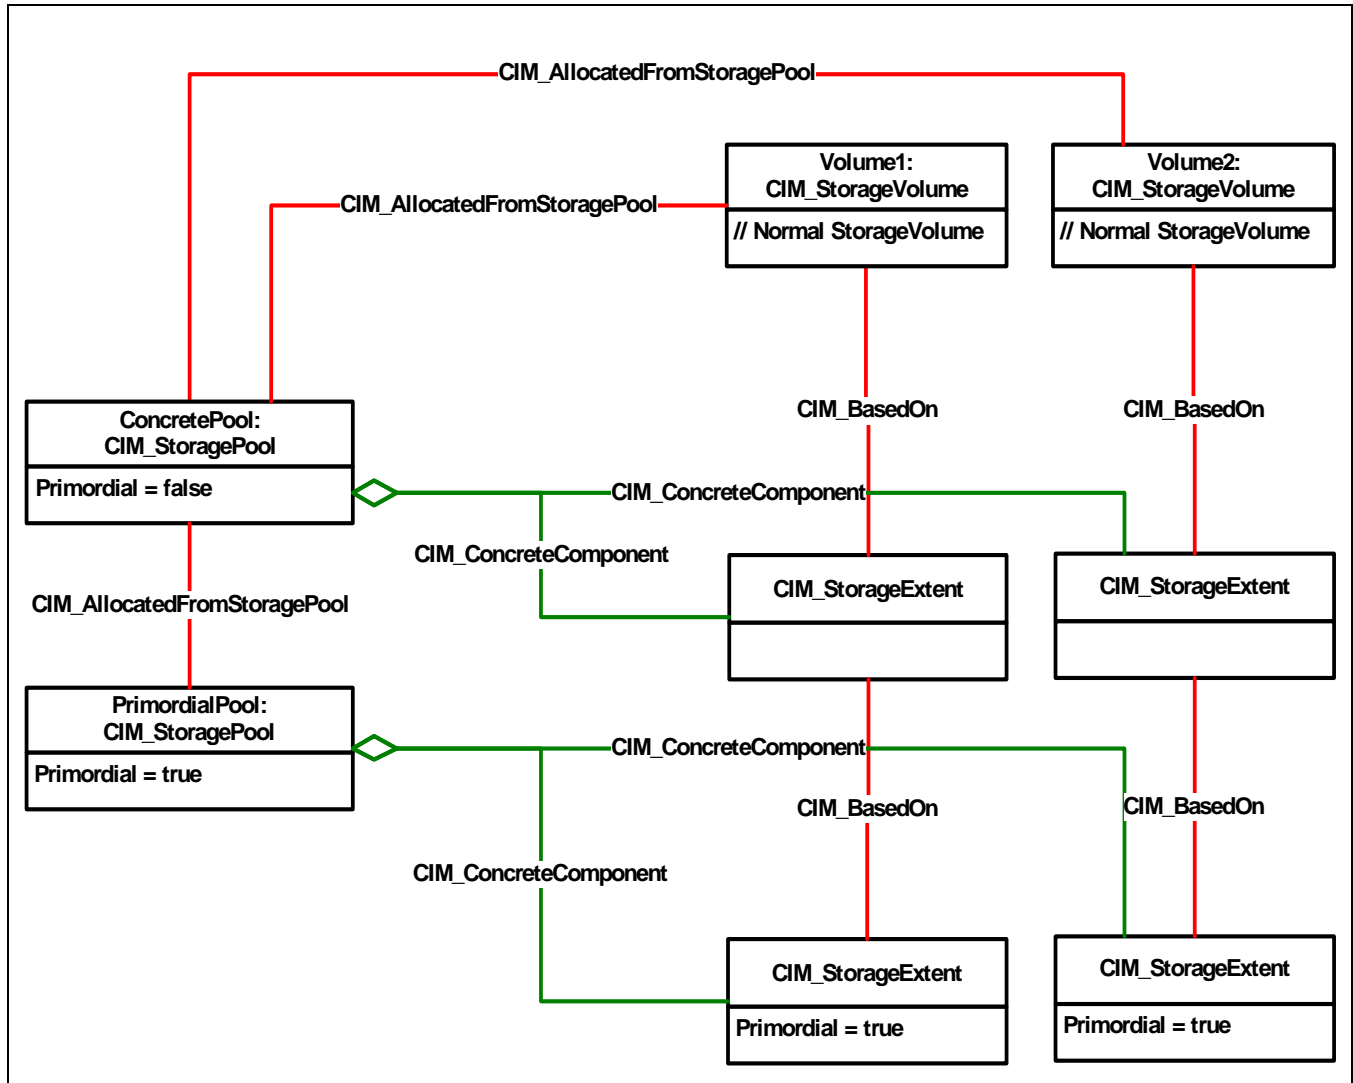 CIM_AllocatedFromStoragePool
Volume1:
CIM_StorageVolume
// Normal StorageVolume
Volume2:
CIM_StorageVolume
// Normal StorageVolume
CIM_AllocatedFromStoragePool
CIM_BasedOn
CIM_BasedOn
ConcretePool:
CIM_StoragePool
Primordial = false
CIM_ConcreteComponent
CIM_ConcreteComponent
CIM_StorageExtent
CIM_StorageExtent
CIM_AllocatedFromStoragePool
PrimordialPool:
CIM_StoragePool
Primordial = true
CIM_ConcreteComponent
CIM_BasedOn
CIM_BasedOn
CIM_ConcreteComponent
CIM_StorageExtent
Primordial = true
CIM_StorageExtent
Primordial = true